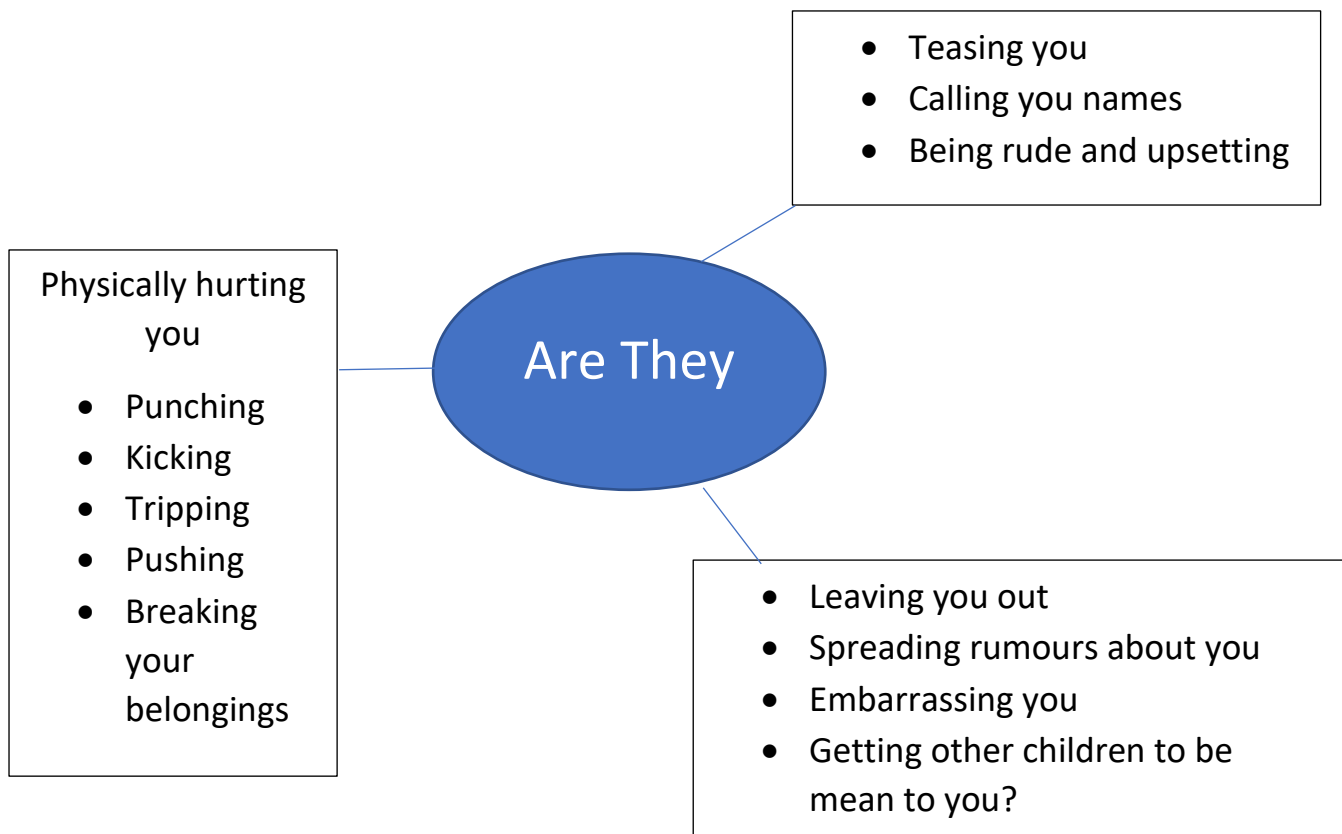 Are They
• Teasing you
• Calling you names
• Being rude and upsetting
Physically hurting
you
• Punching
• Kicking
• Tripping
• Pushing
• Breaking
your
belongings
• Leaving you out
• Spreading rumours about you
• Embarrassing you
• Getting other children to be
mean to you?